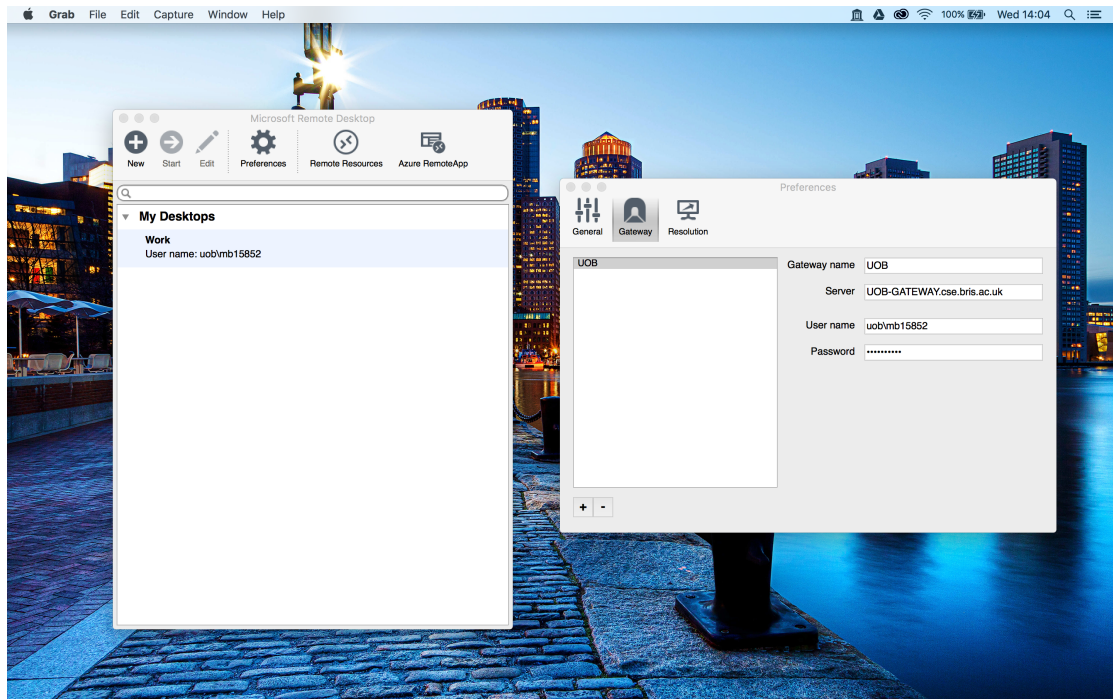 Grab File Edit Capture Window Help 100% Wed 14:04
Microsoft Remote Desktop
New Start Edit Preferences Remote Resources Azure RemoteApp
My Desktops
Work
User name: uob\mb15852
Preferences
General Gateway Resolution
UOB
Gateway name UOB
Server UOB-GATEWAY.cse.bris.ac.uk
User name uob\mb15852
Password ••••••••••
+ -